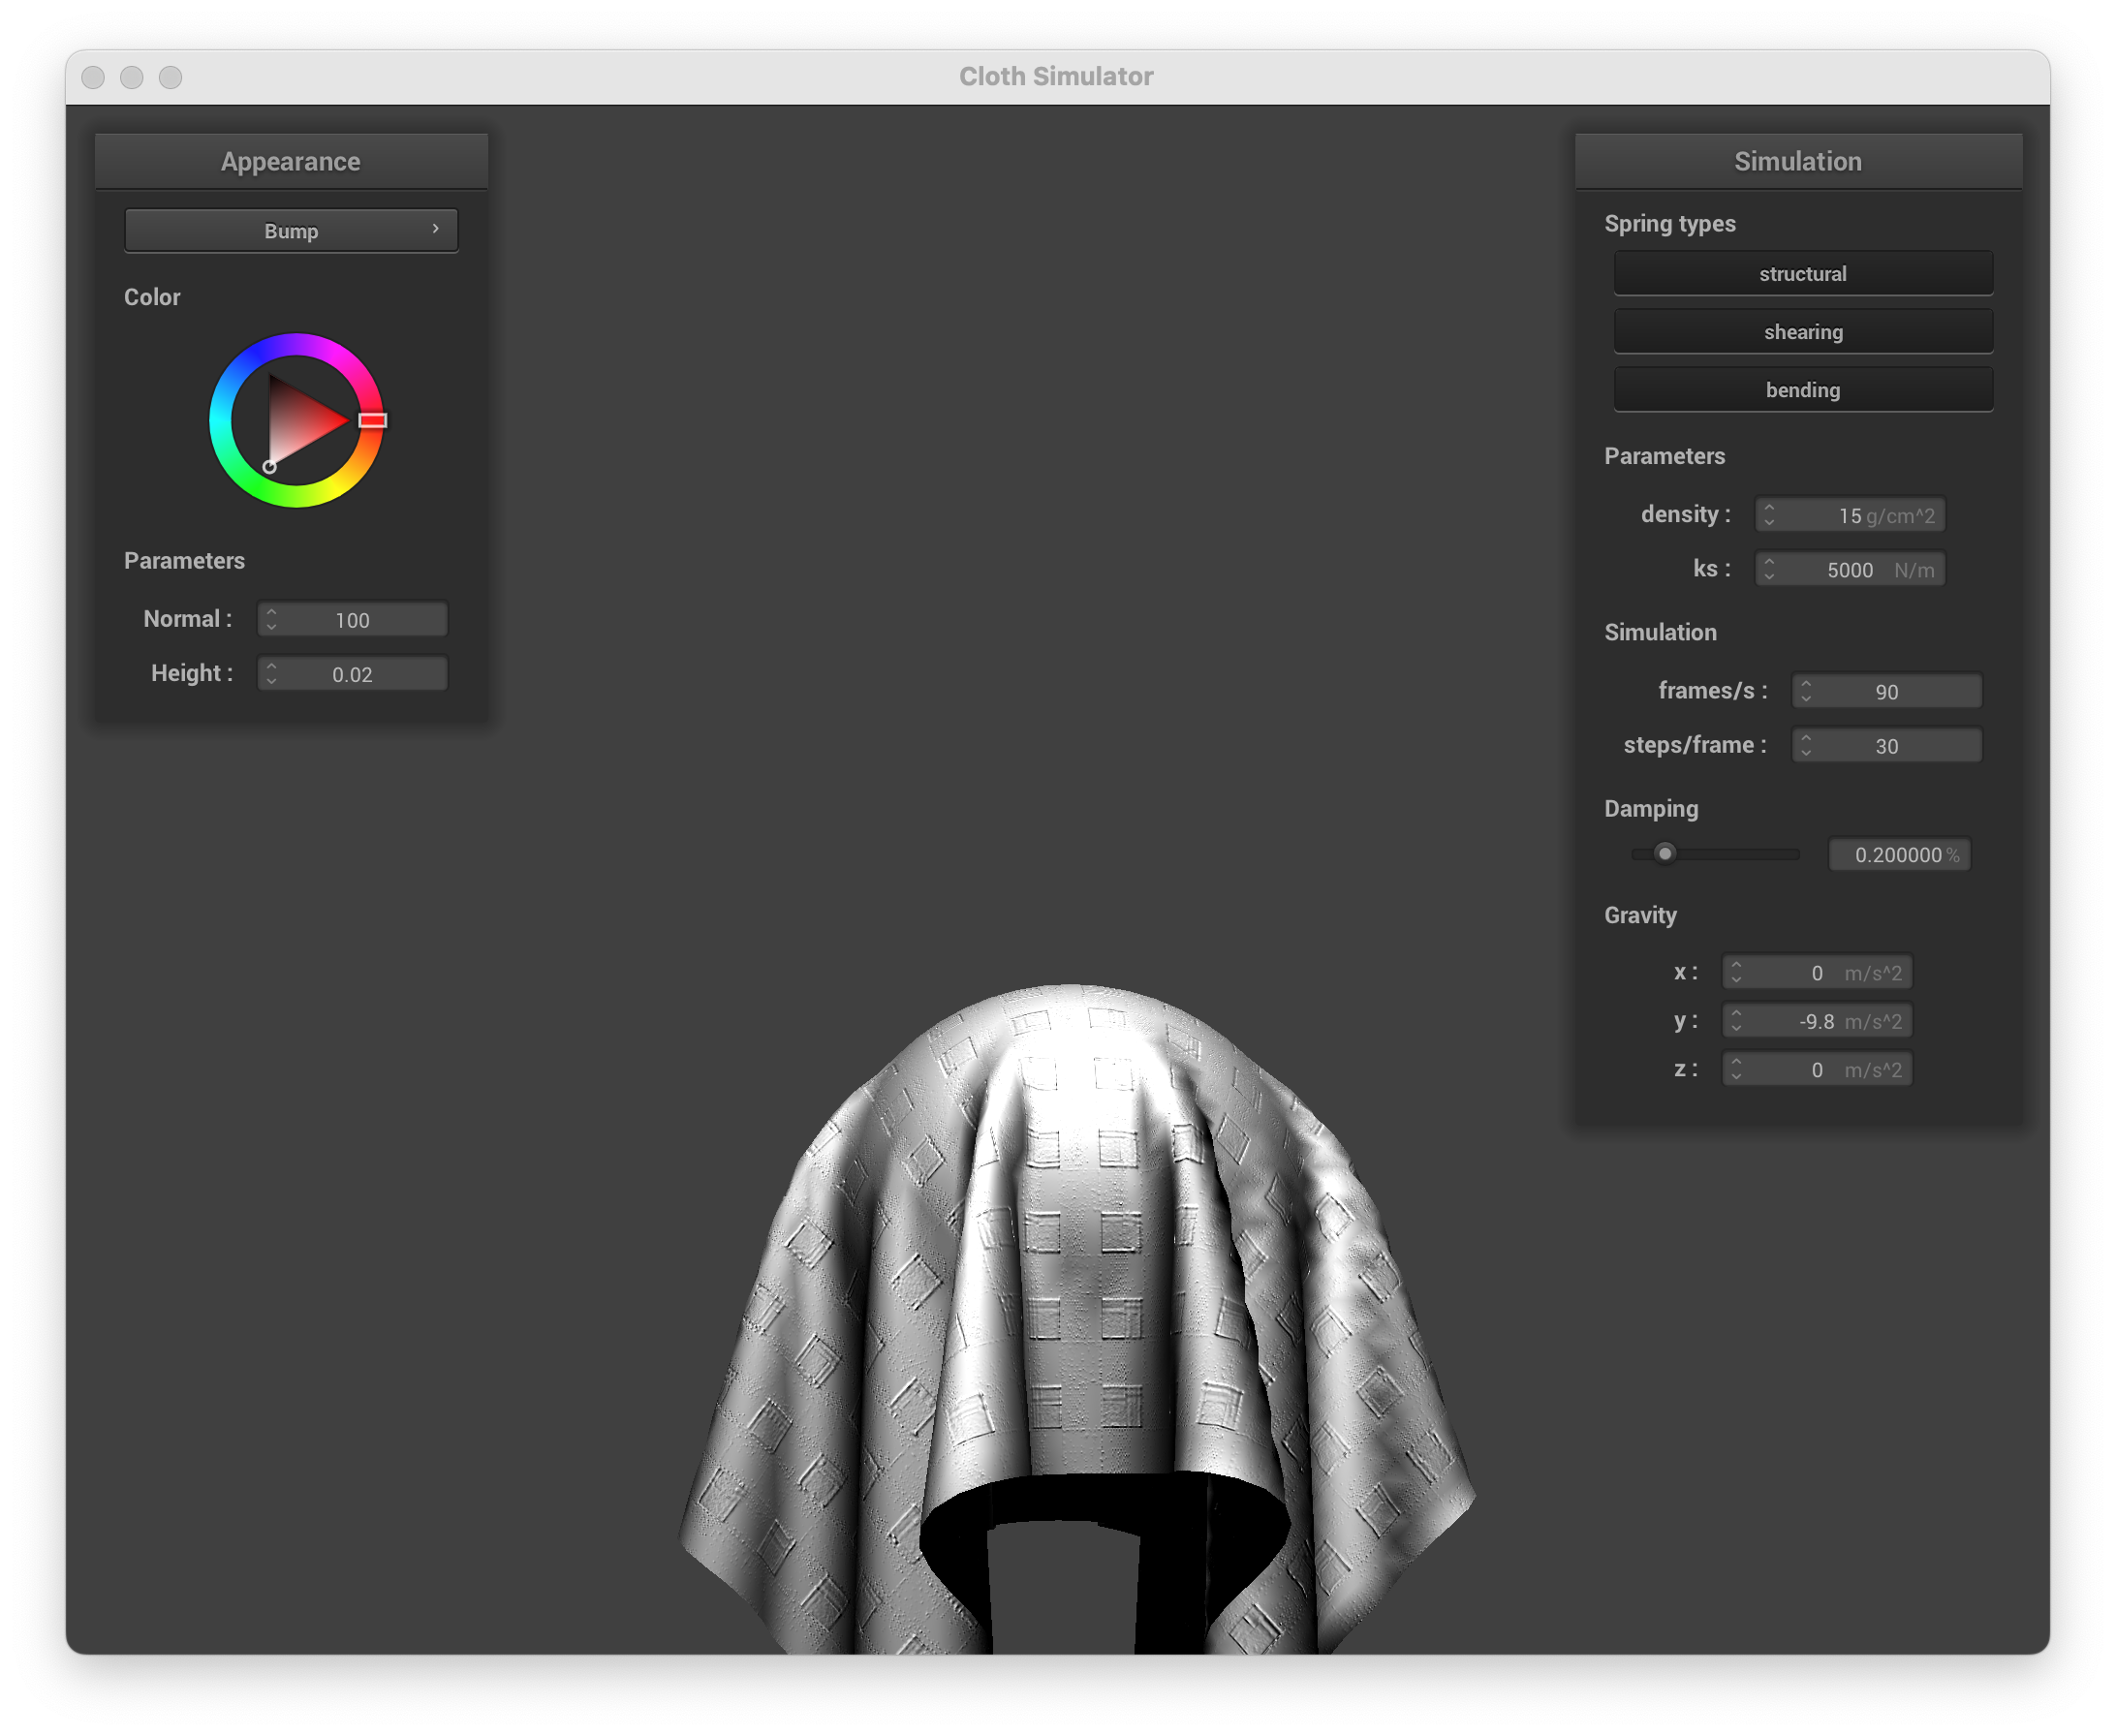 Cloth Simulator
Appearance
Bump
Color
Parameters
Normal : 100
Height : 0.02
Simulation
Spring types
structural
shearing
bending
Parameters
density : 15 g/cm^2
ks : 5000 N/m
Simulation
frames/s : 90
steps/frame : 30
Damping
0.200000 %
Gravity
x : 0 m/s^2
y : -9.8 m/s^2
z : 0 m/s^2